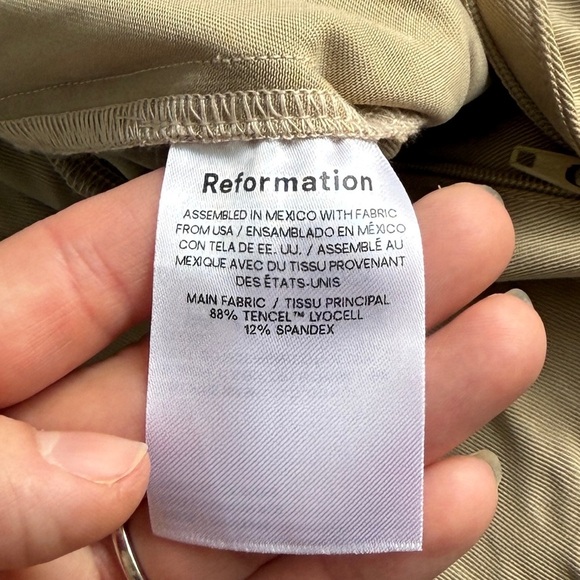 Reformation
ASSEMBLED IN MEXICO WITH FABRIC
FROM USA / ENSAMBLADO EN MÉXICO
CON TELA DE EE. UU. / ASSEMBLÉ AU
MEXIQUE AVEC DU TISSU PROVENANT
DES ÉTATS-UNIS
MAIN FABRIC / TISSU PRINCIPAL
88% TENCEL™ LYOCELL
12% SPANDEX